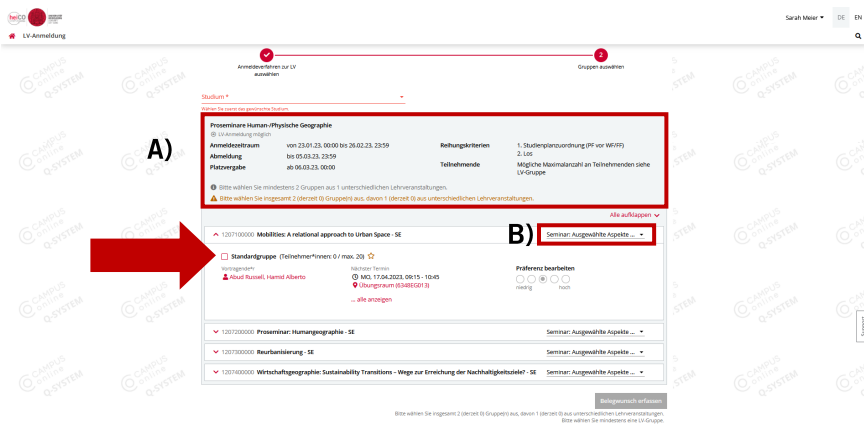 heiCO
Sarah Meier
DE EN
LV-Anmeldung
2
Anmeldeverfahren zur LV
auswählen
Gruppen auswählen
Studium *
Wählen Sie zuerst das gewünschte Studium.
A)
Proseminare Human-/Physische Geographie
LV-Anmeldung möglich
Anmeldezeitraum von 23.01.23, 00:00 bis 26.02.23, 23:59
Abmeldung bis 05.03.23, 23:59
Platzvergabe ab 06.03.23, 00:00
Reihungskriterien 1. Studienplanzuordnung (PF vor WF/FF)
2. Los
Teilnehmende Mögliche Maximalanzahl an Teilnehmenden siehe
LV-Gruppe
Bitte wählen Sie mindestens 2 Gruppen aus 1 unterschiedlichen Lehrveranstaltungen.
Bitte wählen Sie insgesamt 2 (derzeit 0) Gruppe(n) aus, davon 1 (derzeit 0) aus unterschiedlichen Lehrveranstaltungen.
Alle aufklappen
1207100000 Mobilities: A relational approach to Urban Space - SE
B)
Seminar: Ausgewählte Aspekte ...
Standardgruppe (Teilnehmer*innen: 0 / max. 20)
Vortragende*r
Abud Russell, Hamid Alberto
Nächster Termin
MO, 17.04.2023, 09:15 - 10:45
Übungsraum (6348EG013)
... alle anzeigen
Präferenz bearbeiten
niedrig hoch
1207200000 Proseminar: Humangeographie - SE Seminar: Ausgewählte Aspekte ...
1207300000 Reurbanisierung - SE Seminar: Ausgewählte Aspekte ...
1207400000 Wirtschaftsgeographie: Sustainability Transitions – Wege zur Erreichung der Nachhaltigkeitsziele? - SE Seminar: Ausgewählte Aspekte ...
Belegwunsch erfassen
Bitte wählen Sie insgesamt 2 (derzeit 0) Gruppe(n) aus, davon 1 (derzeit 0) aus unterschiedlichen Lehrveranstaltungen.
Bitte wählen Sie mindestens eine LV-Gruppe.
Support
CAMPUS
online
Q-SYSTEM